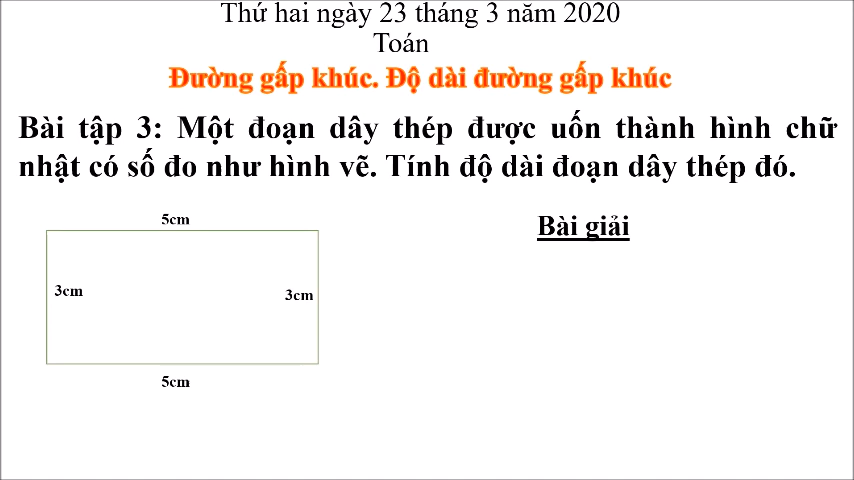 Thứ hai ngày 23 tháng 3 năm 2020
Toán
Đường gấp khúc. Độ dài đường gấp khúc
Bài tập 3: Một đoạn dây thép được uốn thành hình chữ
nhật có số đo như hình vẽ. Tính độ dài đoạn dây thép đó.
5cm
Bài giải
3cm
3cm
5cm